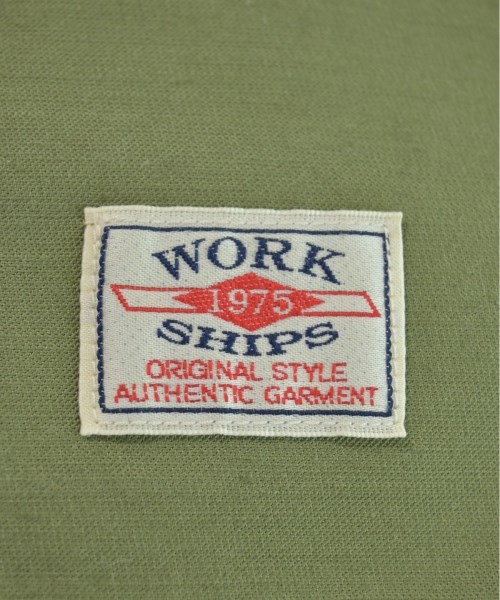 WORK
1975
SHIPS
ORIGINAL STYLE
AUTHENTIC GARMENT